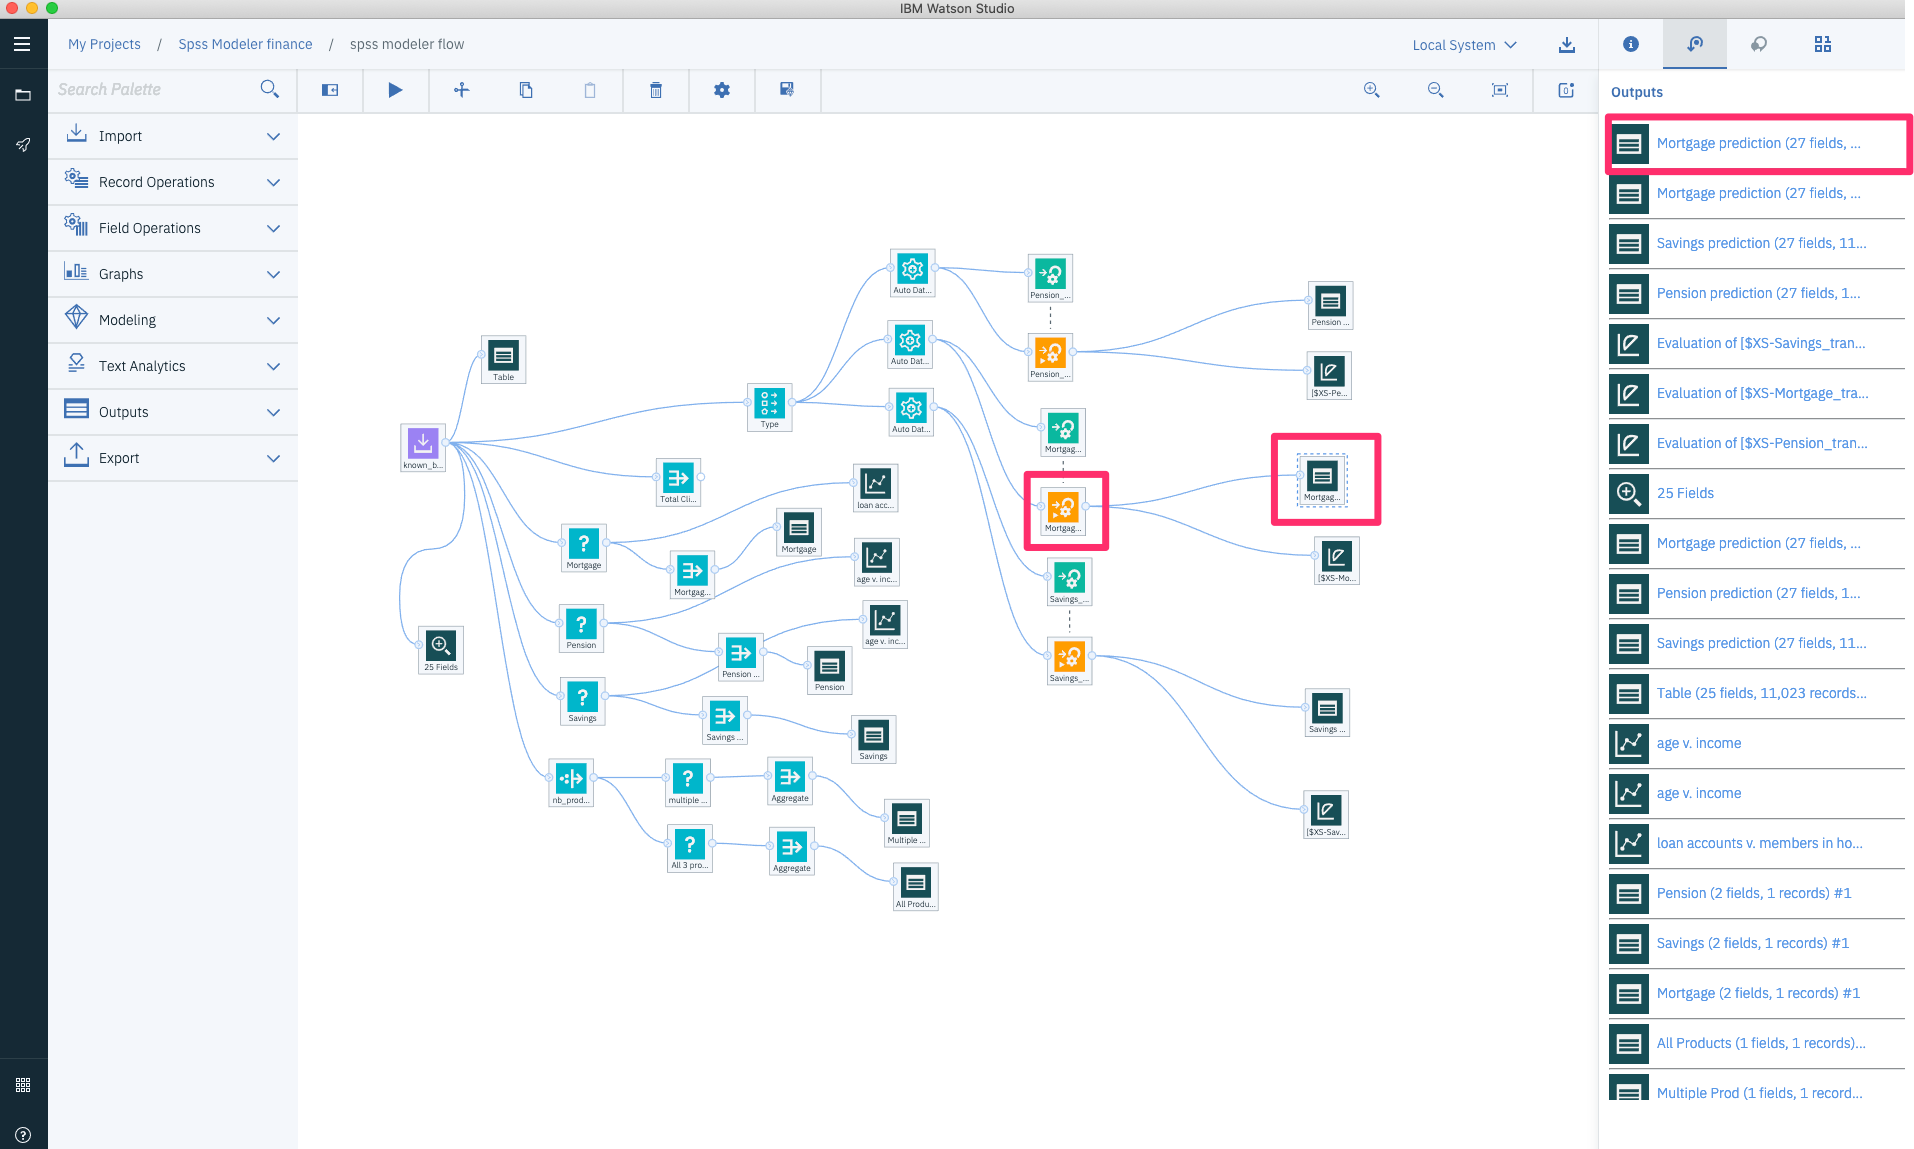 IBM Watson Studio
My Projects / Spss Modeler finance / spss modeler flow
Local System
Search Palette
Import
Record Operations
Field Operations
Graphs
Modeling
Text Analytics
Outputs
Export
Auto Dat...
Pension_...
Pension ...
Table
Auto Dat...
Pension_...
[$XS-Pe...
Type
Auto Dat...
known_b...
Mortgag...
Total Cli...
loan acc...
Mortgag...
Mortgag...
Mortgage
Mortgage
Mortgag...
age v. inc...
[$XS-Mo...
Savings_...
Pension
age v. inc...
25 Fields
Pension ...
Pension
Savings_...
Savings
Savings ...
Savings
Savings ...
nb_prod...
multiple ...
Aggregate
Multiple ...
[$XS-Sav...
All 3 pro...
Aggregate
All Produ...
Outputs
Mortgage prediction (27 fields, ...
Mortgage prediction (27 fields, ...
Savings prediction (27 fields, 11...
Pension prediction (27 fields, 1...
Evaluation of [$XS-Savings_tran...
Evaluation of [$XS-Mortgage_tra...
Evaluation of [$XS-Pension_tran...
25 Fields
Mortgage prediction (27 fields, ...
Pension prediction (27 fields, 1...
Savings prediction (27 fields, 11...
Table (25 fields, 11,023 records...
age v. income
age v. income
loan accounts v. members in ho...
Pension (2 fields, 1 records) #1
Savings (2 fields, 1 records) #1
Mortgage (2 fields, 1 records) #1
All Products (1 fields, 1 records)...
Multiple Prod (1 fields, 1 record...